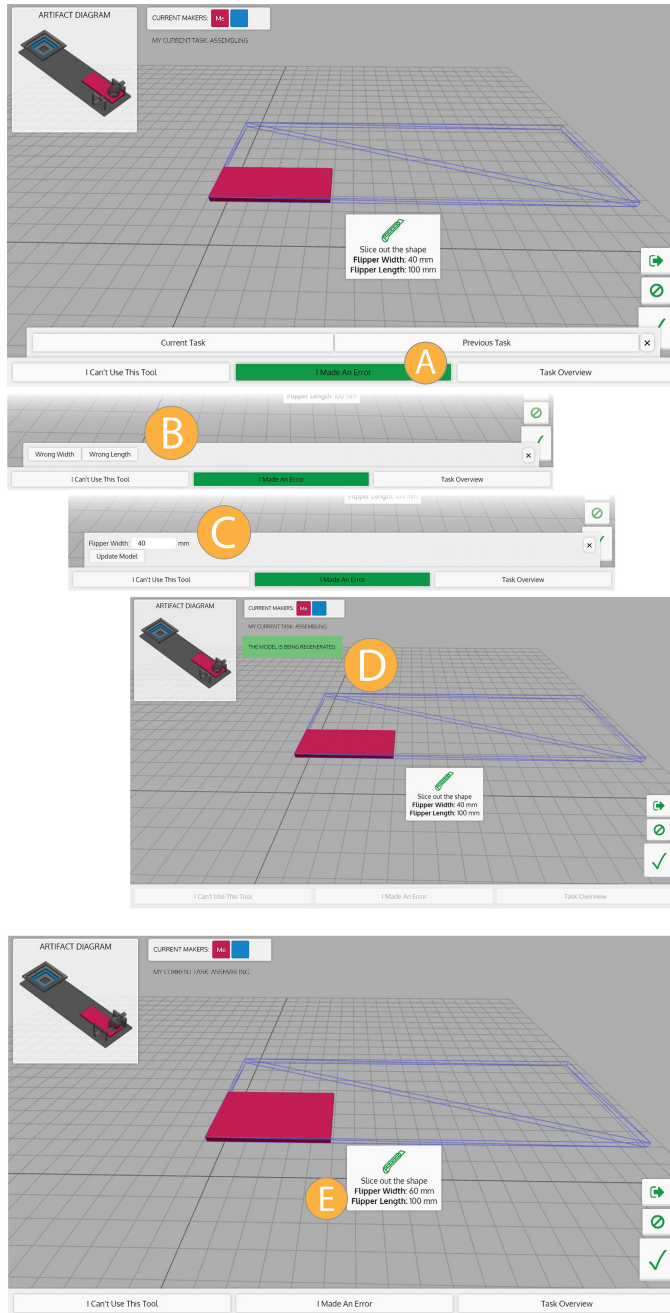 ARTIFACT DIAGRAM
CURRENT MAKERS: Me
MY CURRENT TASK: ASSEMBLING
Slice out the shape
Flipper Width: 40 mm
Flipper Length: 100 mm
Current Task Previous Task ×
I Can't Use This Tool I Made An Error Task Overview
A
Flipper Length: 100 mm
B
Wrong Width Wrong Length ×
I Can't Use This Tool I Made An Error Task Overview
Flipper Length: 100 mm
C
Flipper Width: 40 mm ×
Update Model
I Can't Use This Tool I Made An Error Task Overview
ARTIFACT DIAGRAM
CURRENT MAKERS: Me
MY CURRENT TASK: ASSEMBLING
THE MODEL IS BEING REGENERATED.
D
Slice out the shape
Flipper Width: 40 mm
Flipper Length: 100 mm
I Can't Use This Tool I Made An Error Task Overview
ARTIFACT DIAGRAM
CURRENT MAKERS: Me
MY CURRENT TASK: ASSEMBLING
E
Slice out the shape
Flipper Width: 60 mm
Flipper Length: 100 mm
I Can't Use This Tool I Made An Error Task Overview